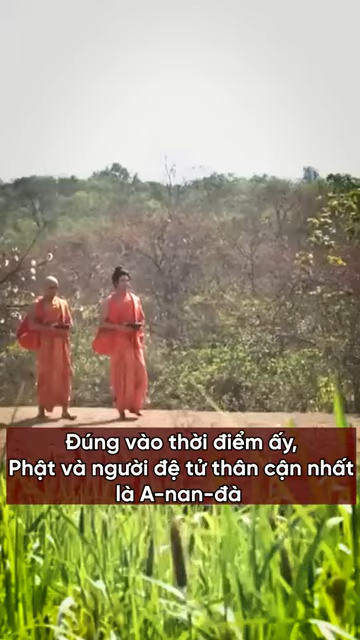 Đúng vào thời điểm ấy,
Phật và người đệ tử thân cận nhất
là A-nan-đà